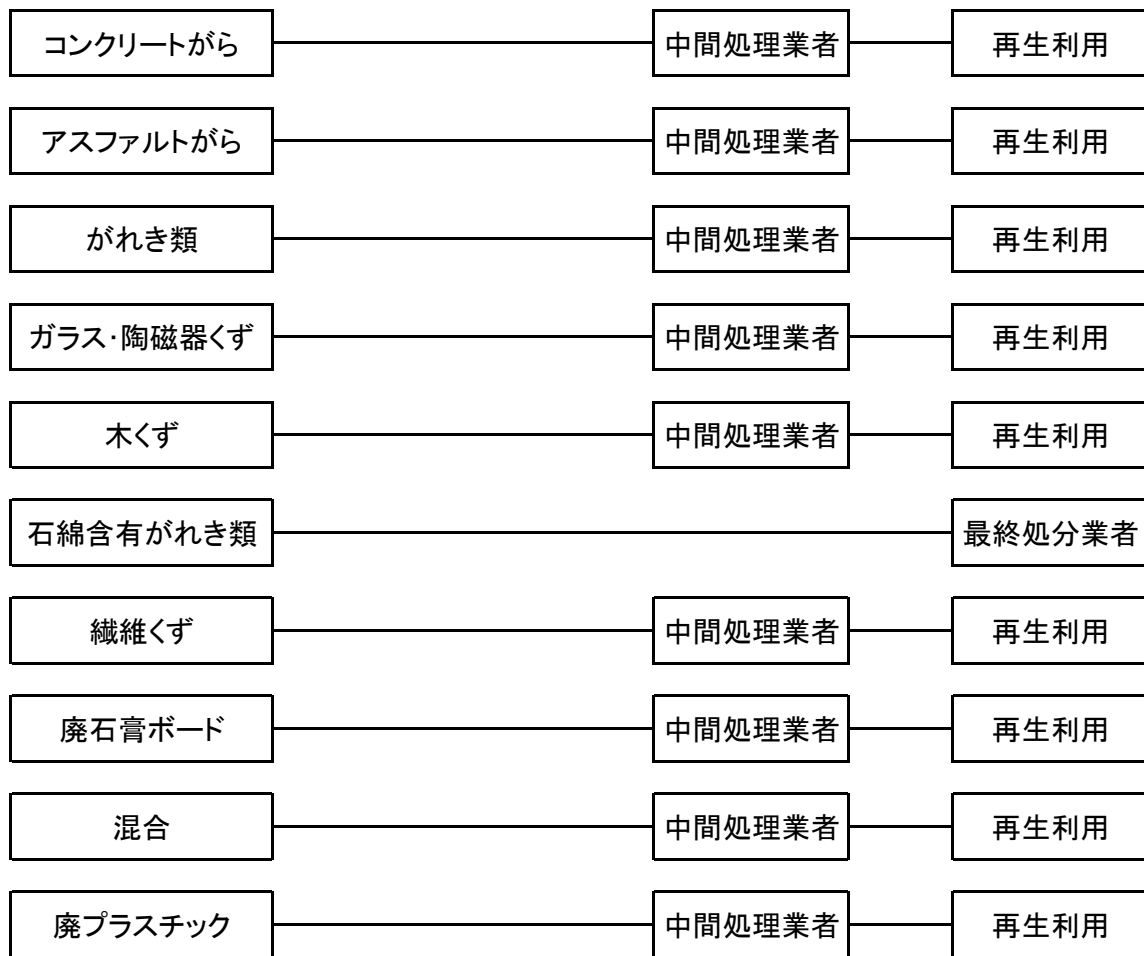 コンクリートがら 中間処理業者 再生利用
アスファルトがら 中間処理業者 再生利用
がれき類 中間処理業者 再生利用
ガラス・陶磁器くず 中間処理業者 再生利用
木くず 中間処理業者 再生利用
石綿含有がれき類 最終処分業者
繊維くず 中間処理業者 再生利用
廃石膏ボード 中間処理業者 再生利用
混合 中間処理業者 再生利用
廃プラスチック 中間処理業者 再生利用